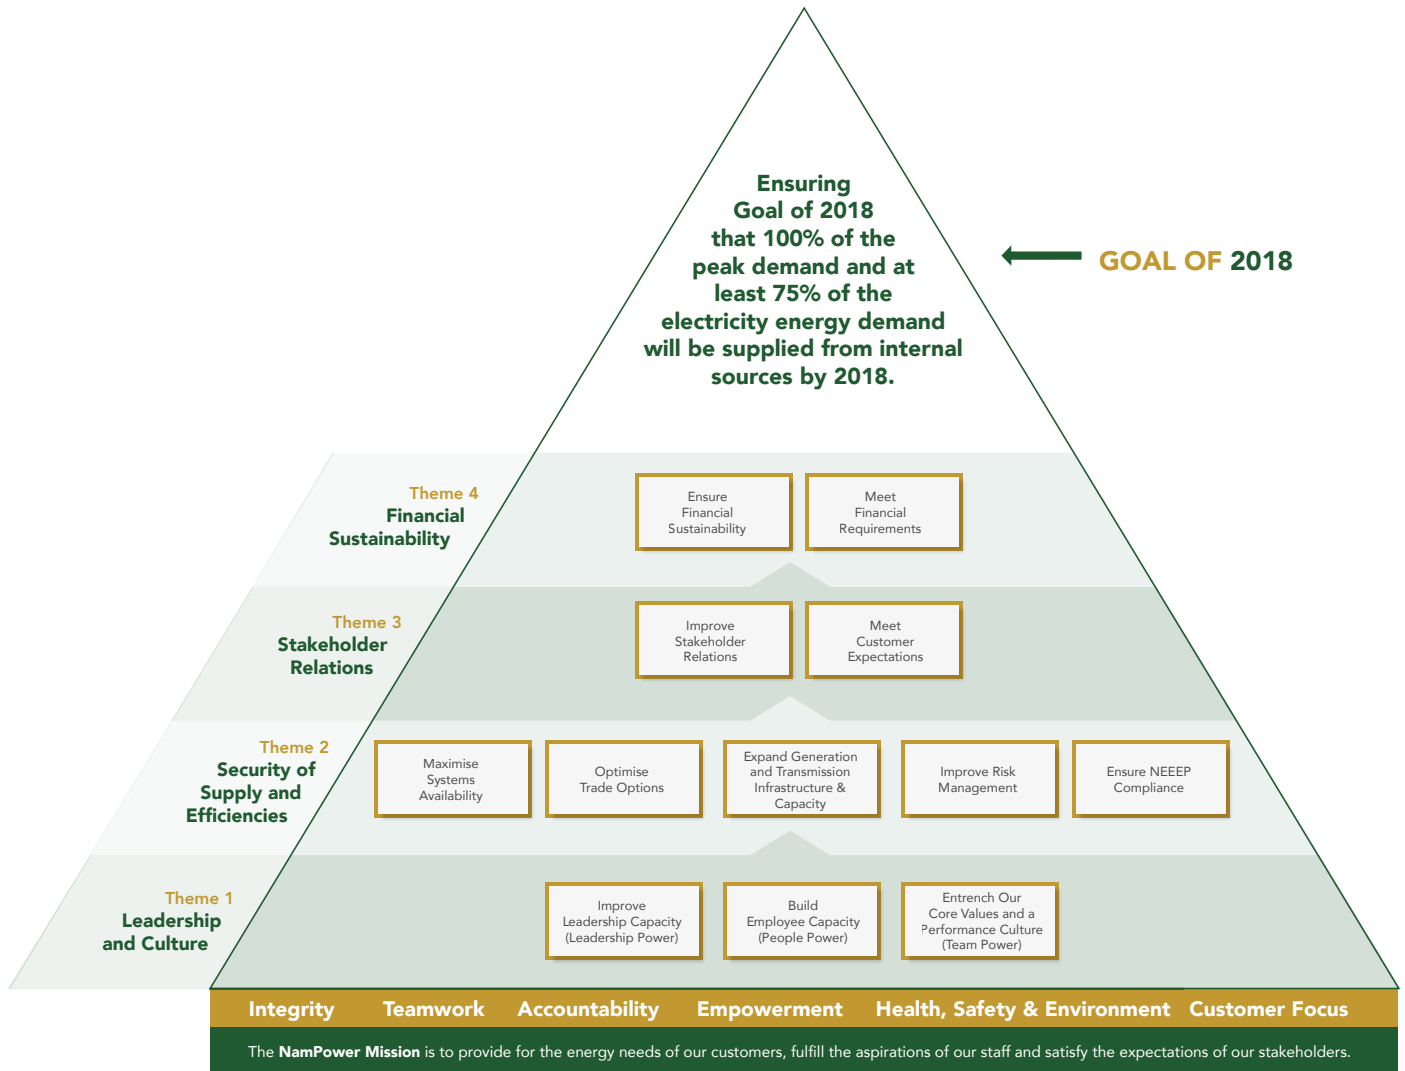 Ensuring
Goal of 2018
that 100% of the
peak demand and at
least 75% of the
electricity energy demand
will be supplied from internal
sources by 2018.
GOAL OF 2018
Theme 4
Financial
Sustainability
Ensure
Financial
Sustainability
Meet
Financial
Requirements
Theme 3
Stakeholder
Relations
Improve
Stakeholder
Relations
Meet
Customer
Expectations
Theme 2
Security of
Supply and
Efficiencies
Maximise
Systems
Availability
Optimise
Trade Options
Expand Generation
and Transmission
Infrastructure &
Capacity
Improve Risk
Management
Ensure NEEEP
Compliance
Theme 1
Leadership
and Culture
Improve
Leadership Capacity
(Leadership Power)
Build
Employee Capacity
(People Power)
Entrench Our
Core Values and a
Performance Culture
(Team Power)
Integrity Teamwork Accountability Empowerment Health, Safety & Environment Customer Focus
The NamPower Mission is to provide for the energy needs of our customers, fulfill the aspirations of our staff and satisfy the expectations of our stakeholders.